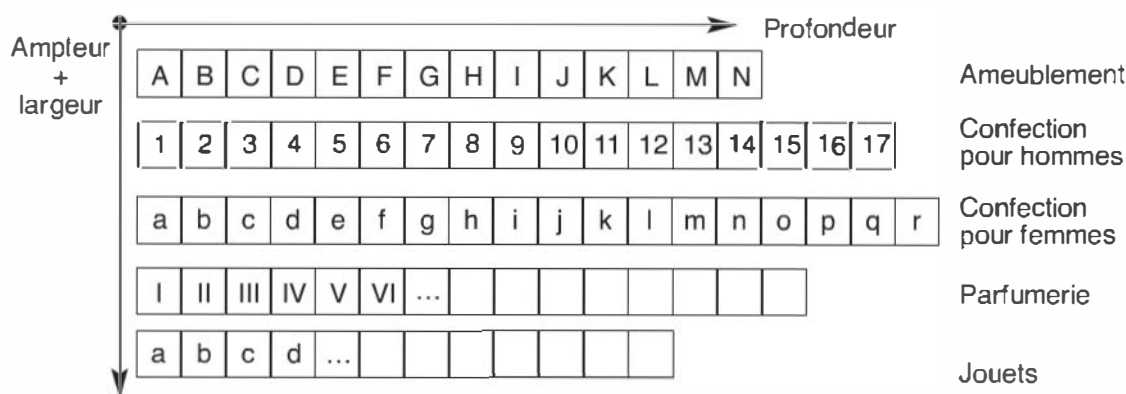 Profondeur
Ampteur
+
largeur
A B C D E F G H I J K L M N
Ameublement
1 2 3 4 5 6 7 8 9 10 11 12 13 14 15 16 17
Confection
pour hommes
a b c d e f g h i j k l m n o p q r
Confection
pour femmes
I II III IV V VI ...
Parfumerie
a b c d ...
Jouets